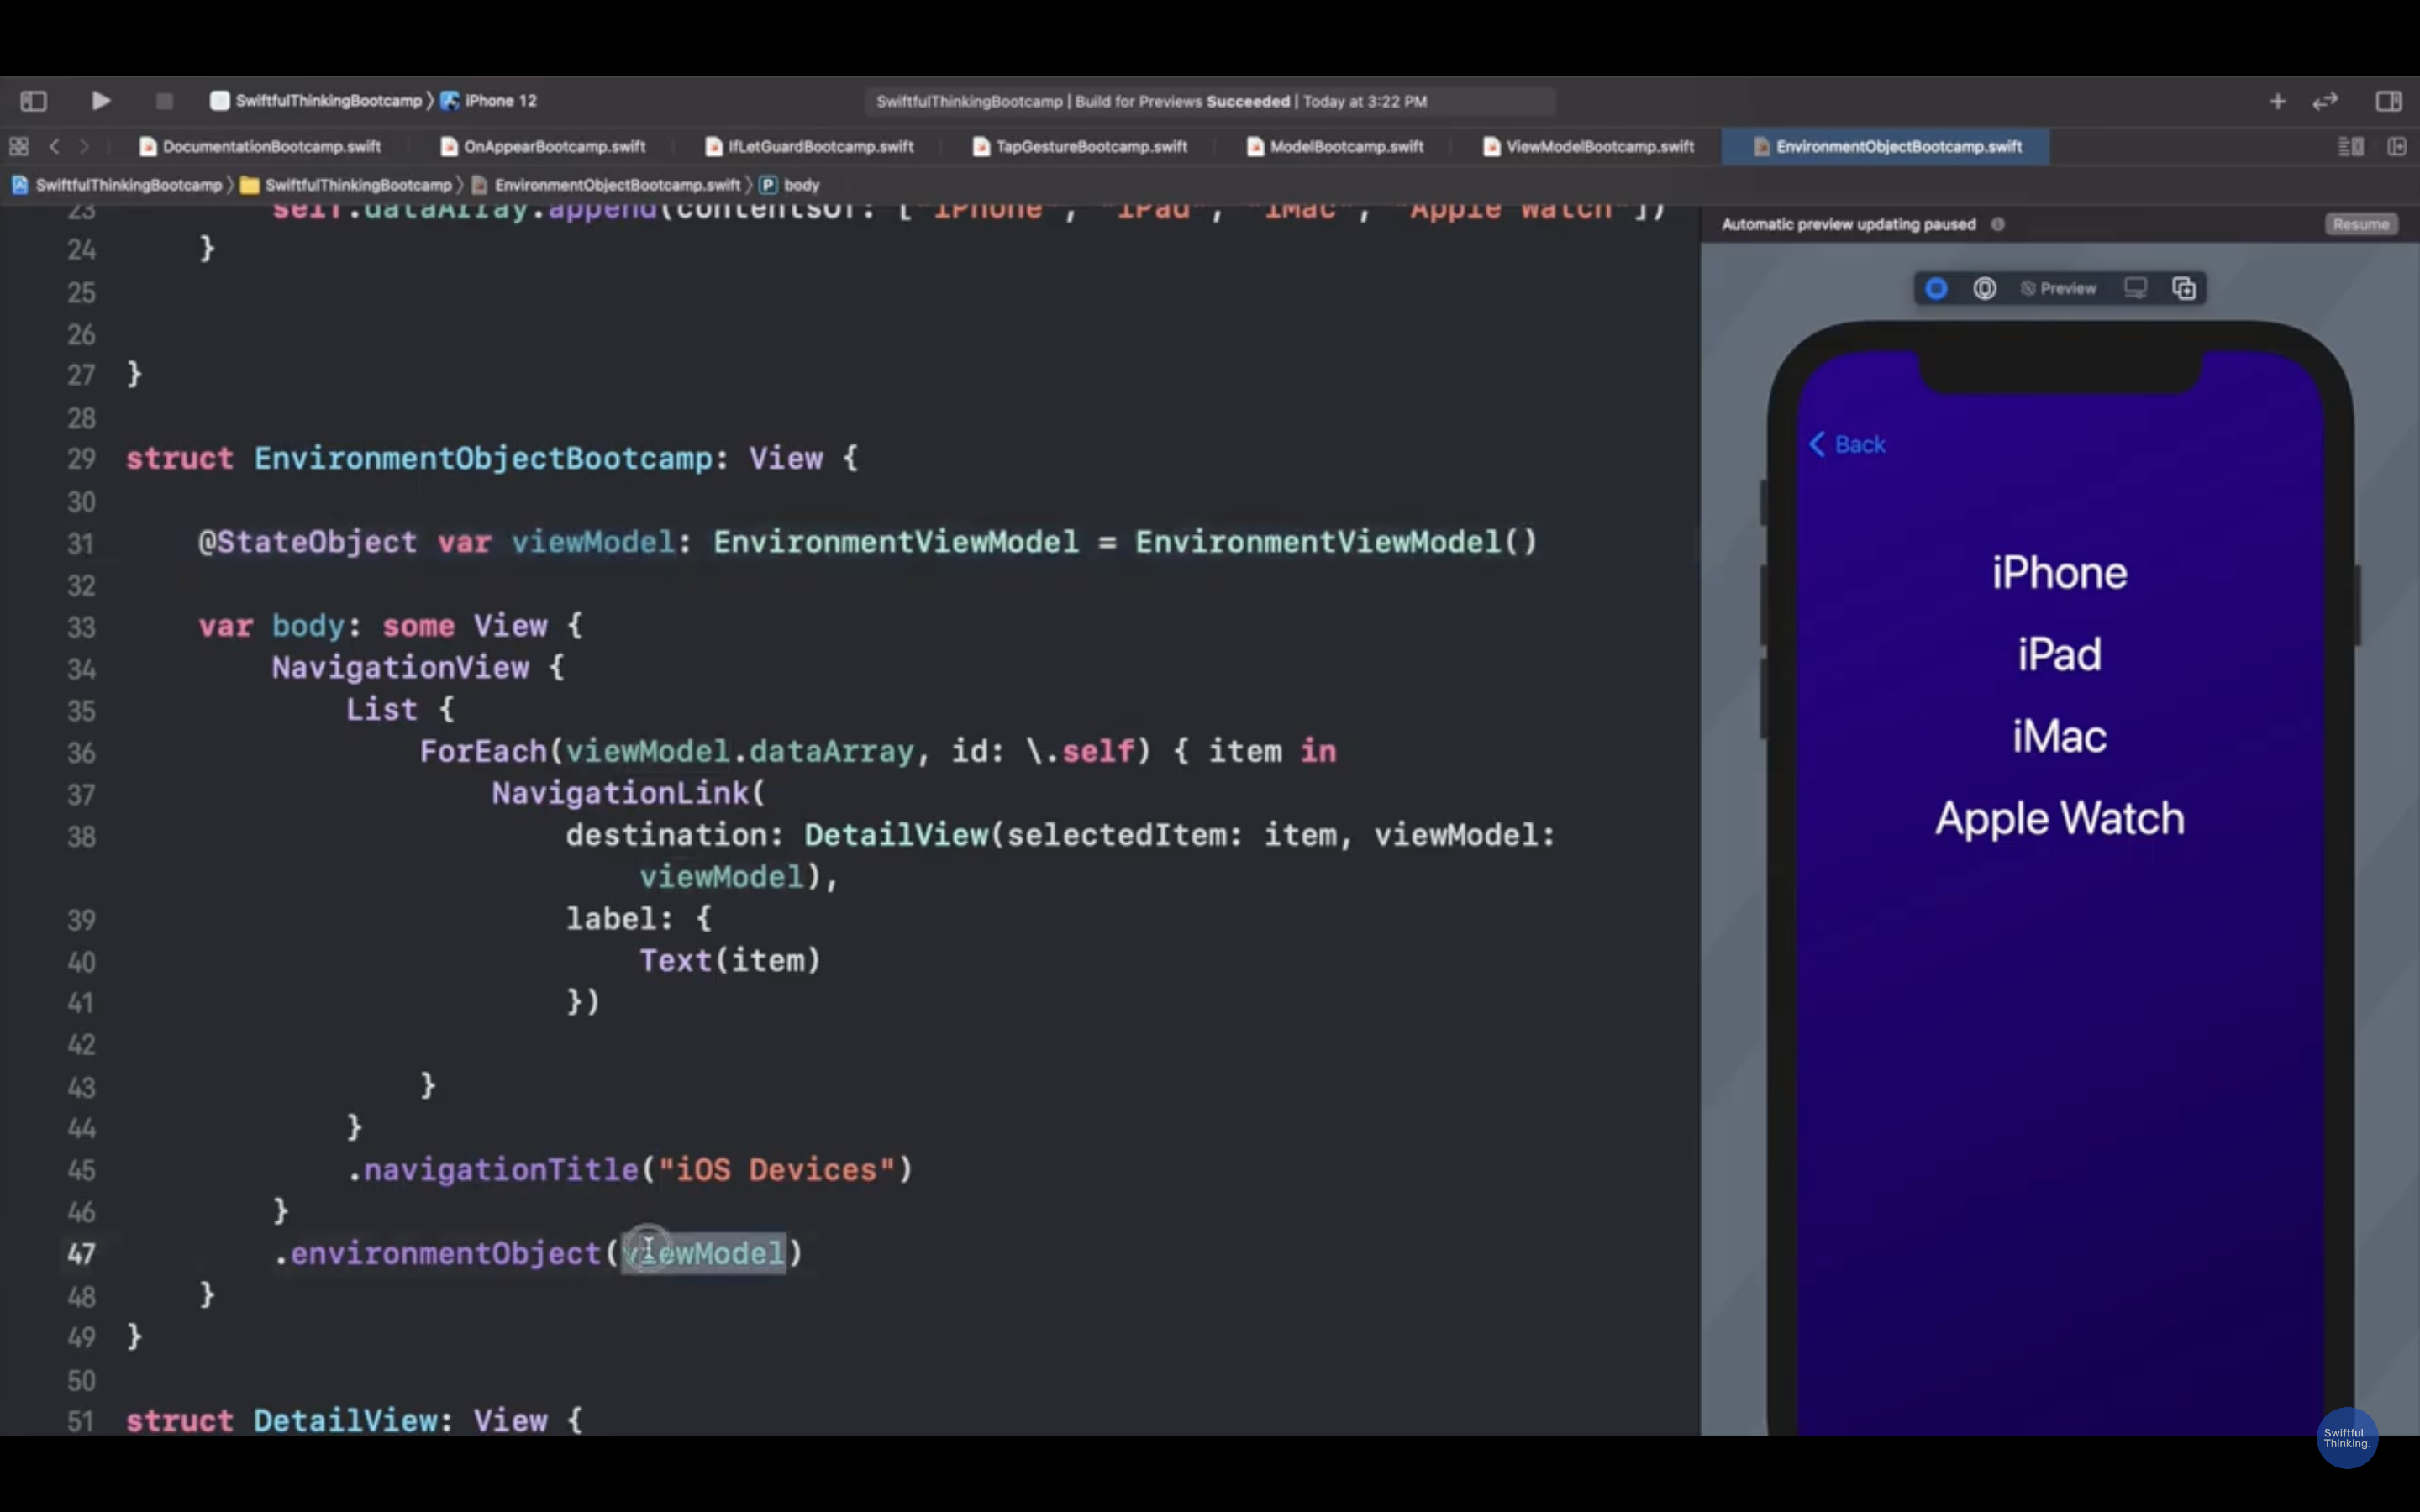 SwiftfulThinkingBootcamp 〉 iPhone 12
SwiftfulThinkingBootcamp | Build for Previews Succeeded | Today at 3:22 PM
DocumentationBootcamp.swift
OnAppearBootcamp.swift
IfLetGuardBootcamp.swift
TapGestureBootcamp.swift
ModelBootcamp.swift
ViewModelBootcamp.swift
EnvironmentObjectBootcamp.swift
SwiftfulThinkingBootcamp 〉 SwiftfulThinkingBootcamp 〉 EnvironmentObjectBootcamp.swift 〉 P body
23 self.dataArray.append(contentsOf: ["iPhone", "iPad", "iMac", "Apple Watch"])
24 }
25
26
27 }
28
29 struct EnvironmentObjectBootcamp: View {
30
31 @StateObject var viewModel: EnvironmentViewModel = EnvironmentViewModel()
32
33 var body: some View {
34 NavigationView {
35 List {
36 ForEach(viewModel.dataArray, id: \.self) { item in
37 NavigationLink(
38 destination: DetailView(selectedItem: item, viewModel:
viewModel),
39 label: {
40 Text(item)
41 })
42
43 }
44 }
45 .navigationTitle("iOS Devices")
46 }
47 .environmentObject(viewModel)
48 }
49 }
50
51 struct DetailView: View {
Automatic preview updating paused
Resume
Preview
Back
iPhone
iPad
iMac
Apple Watch
Swiftful
Thinking.